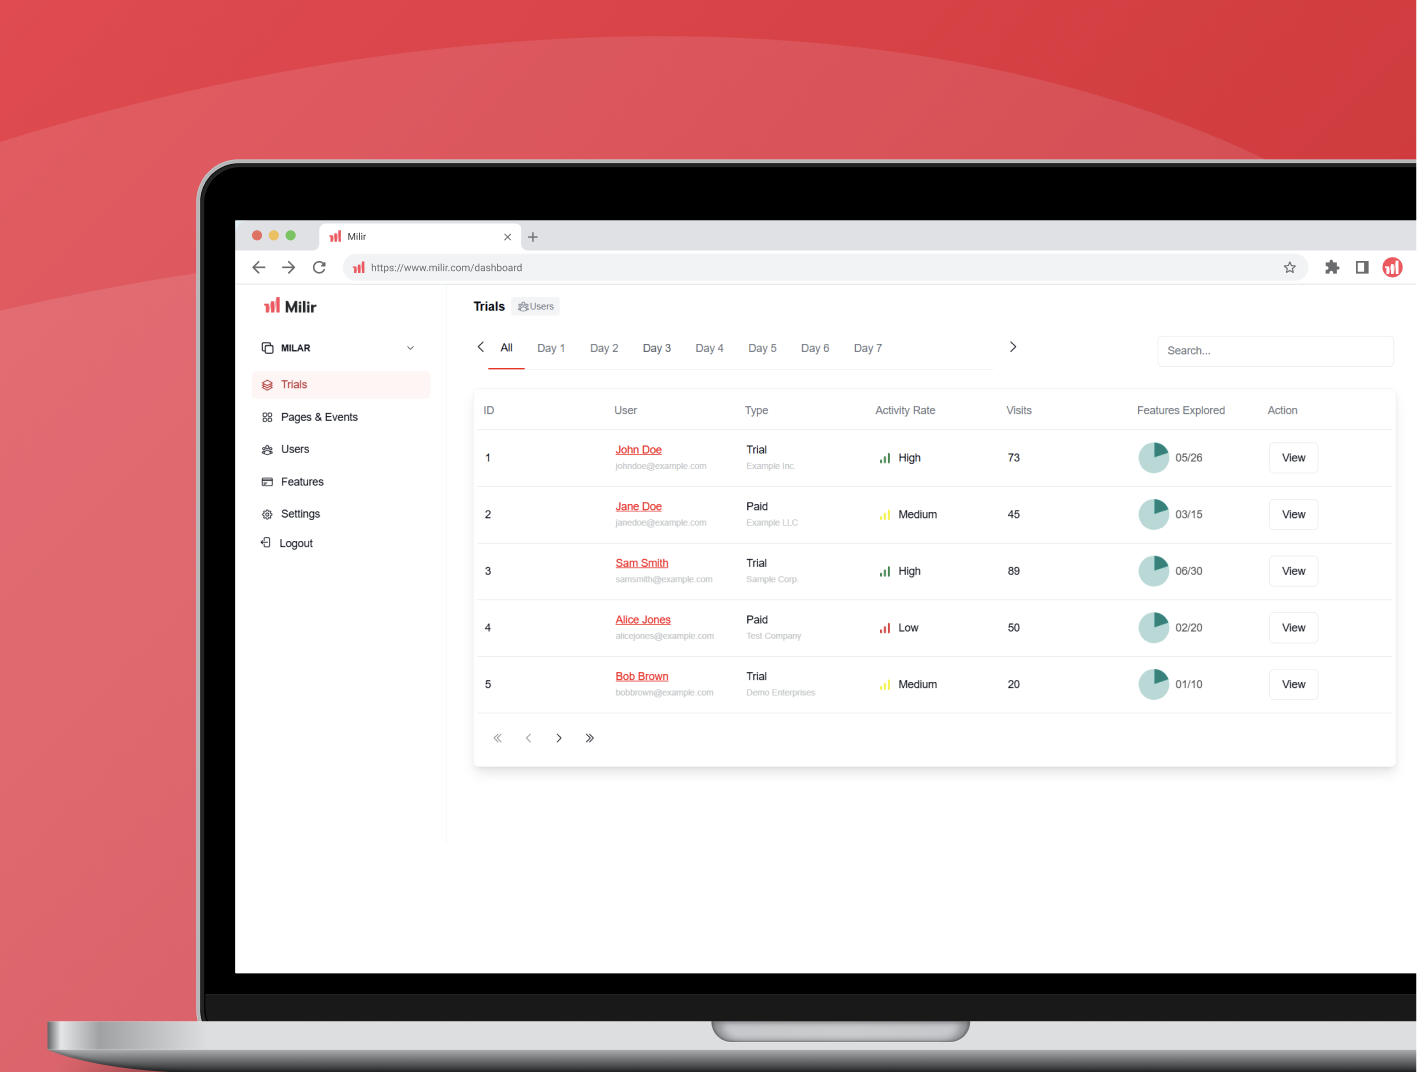 Milir
https://www.milir.com/dashboard
Milir
Trials Users
MILAR
All Day 1 Day 2 Day 3 Day 4 Day 5 Day 6 Day 7
Search...
Trials
Pages & Events
Users
Features
Settings
Logout
ID User Type Activity Rate Visits Features Explored Action
1 John Doe Trial High 73 05/26 View
johndoe@example.com Example Inc.
2 Jane Doe Paid Medium 45 03/15 View
janedoe@example.com Example LLC
3 Sam Smith Trial High 89 06/30 View
samsmith@example.com Sample Corp.
4 Alice Jones Paid Low 50 02/20 View
alicejones@example.com Test Company
5 Bob Brown Trial Medium 20 01/10 View
bobbrown@example.com Demo Enterprises